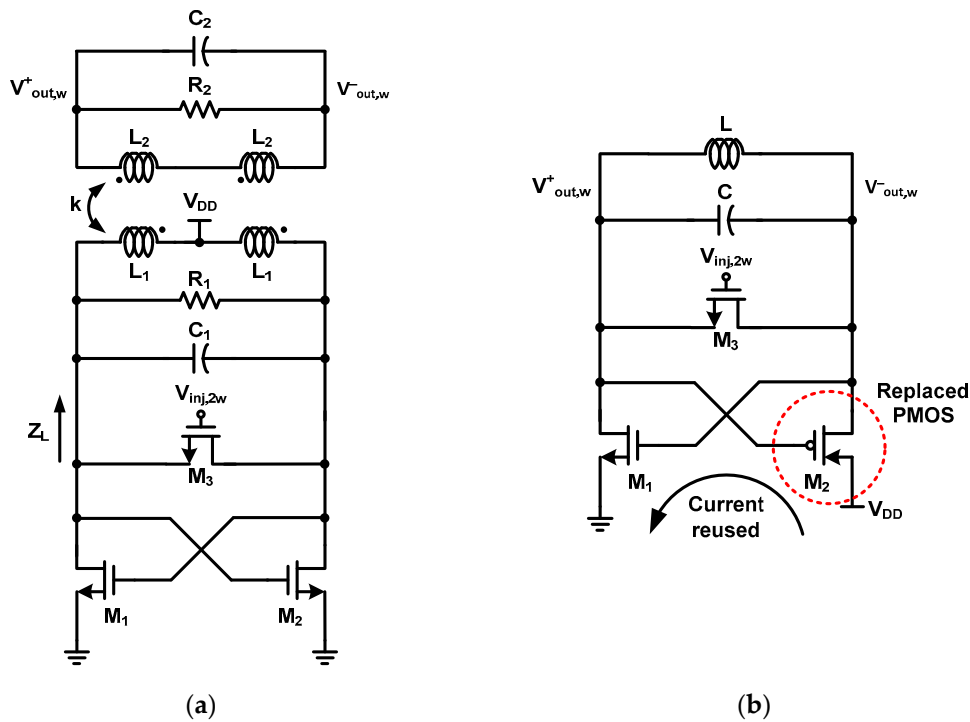 C₂
V⁺out,w
V⁻out,w
R₂
L₂
L₂
k
VDD
L₁
L₁
R₁
C₁
Vinj,2w
ZL
M₃
M₁
M₂
(a)
L
V⁺out,w
V⁻out,w
C
Vinj,2w
M₃
Replaced
PMOS
M₁
M₂
Current
reused
VDD
(b)